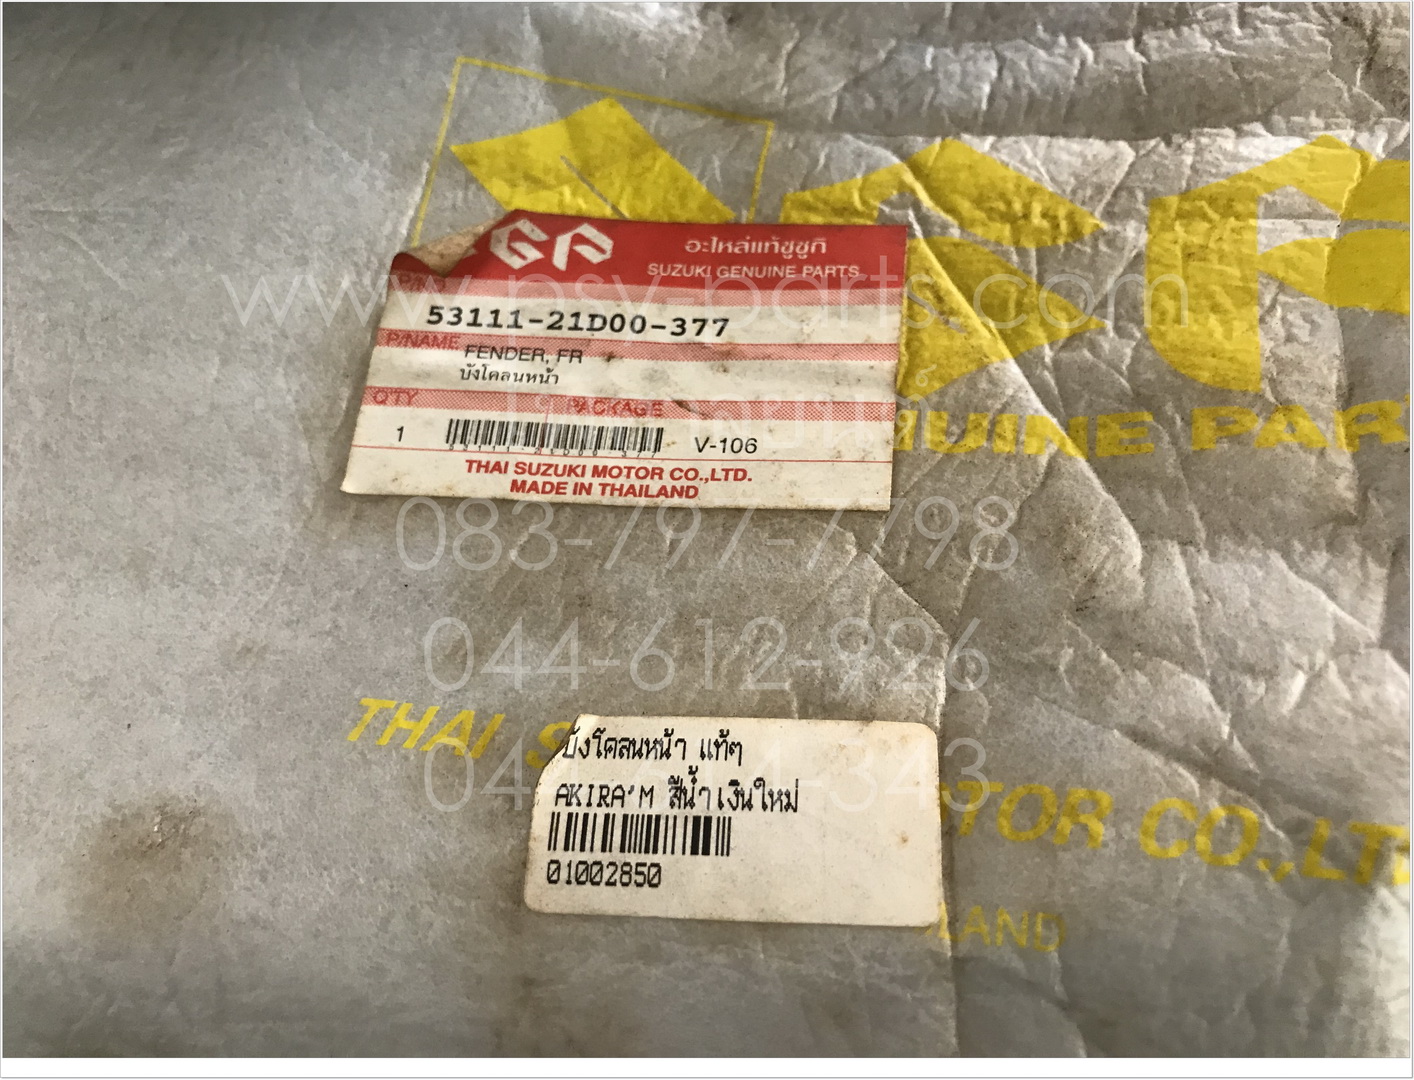 SGP
อะไหล่แท้ซูซูกิ
SUZUKI GENUINE PARTS
www.psy-parts.com
53111-21D00-377
P/NAME
FENDER, FR
บังโคลนหน้า
QTY
PACKAGE
1
V-106
THAI SUZUKI MOTOR CO.,LTD.
MADE IN THAILAND
UINE PAR
083-797-7798
044-612-926
THAI S
OTOR CO.,LT
044-614-343
บังโคลนหน้า แท้ๆ
AKIRA'M สีน้ำเงินใหม่
01002850
LAND